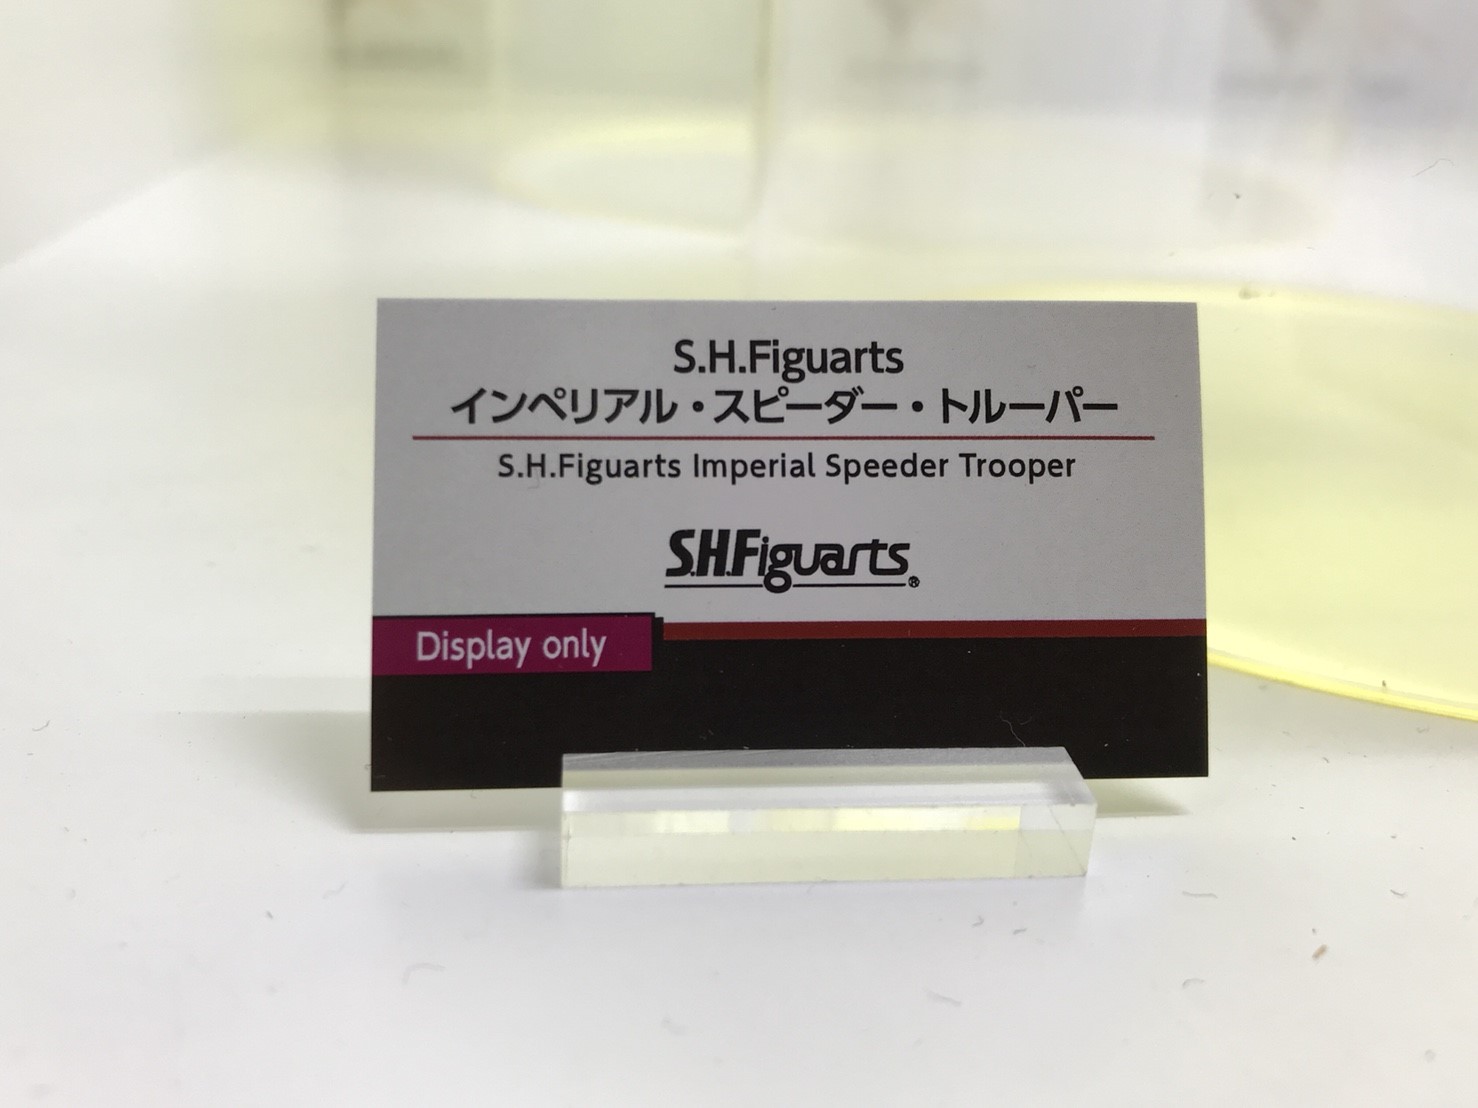 S.H.Figuarts
インペリアル・スピーダー・トルーパー
S.H.Figuarts Imperial Speeder Trooper
S.H.Figuarts®
Display only